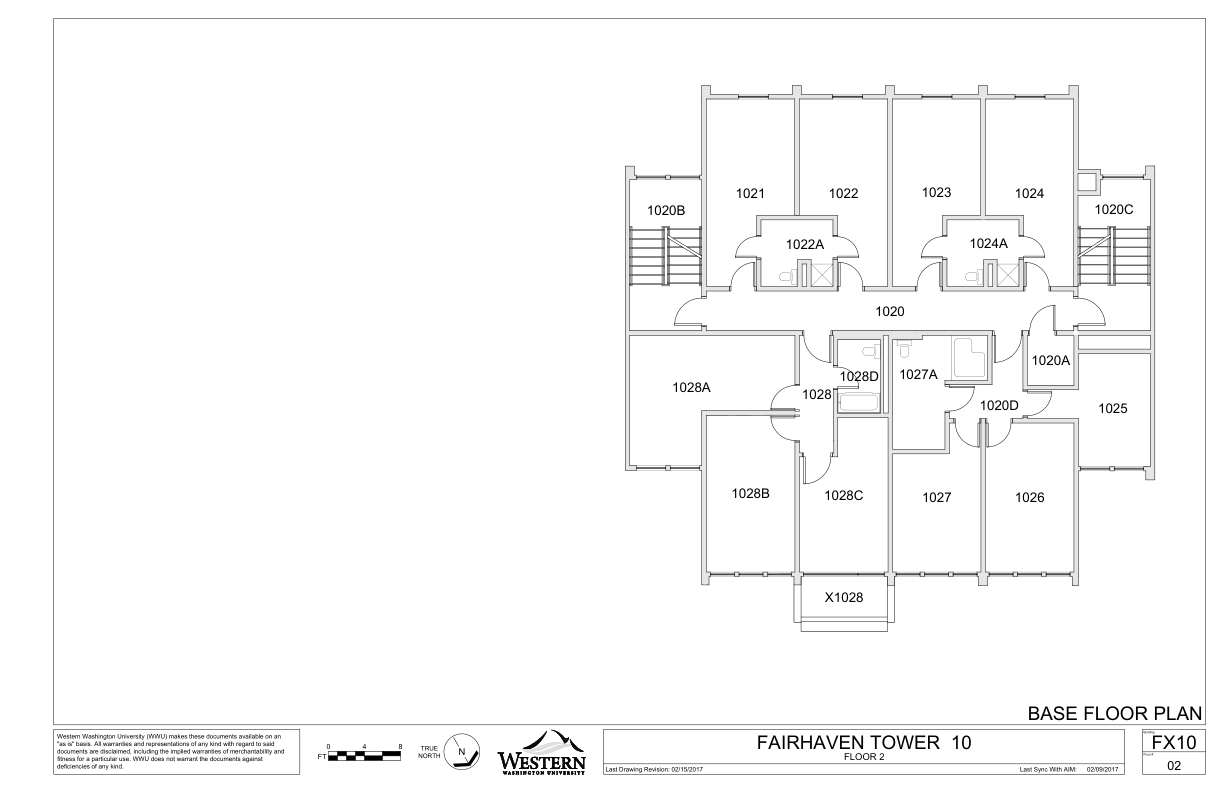 1021
1022
1023
1024
1020B
1020C
1022A
1024A
1020
1020A
1028A
1028
1028D
1027A
1020D
1025
1028B
1028C
1027
1026
X1028
BASE FLOOR PLAN
Western Washington University (WWU) makes these documents available on an
"as is" basis. All warranties and representations of any kind with regard to said
documents are disclaimed, including the implied warranties of merchantability and
fitness for a particular use. WWU does not warrant the documents against
deficiencies of any kind.
0 4 8
FT
TRUE
NORTH
N
WESTERN
WASHINGTON UNIVERSITY
FAIRHAVEN TOWER 10
FLOOR 2
Last Drawing Revision: 02/15/2017
Last Sync With AIM: 02/09/2017
FX10
02